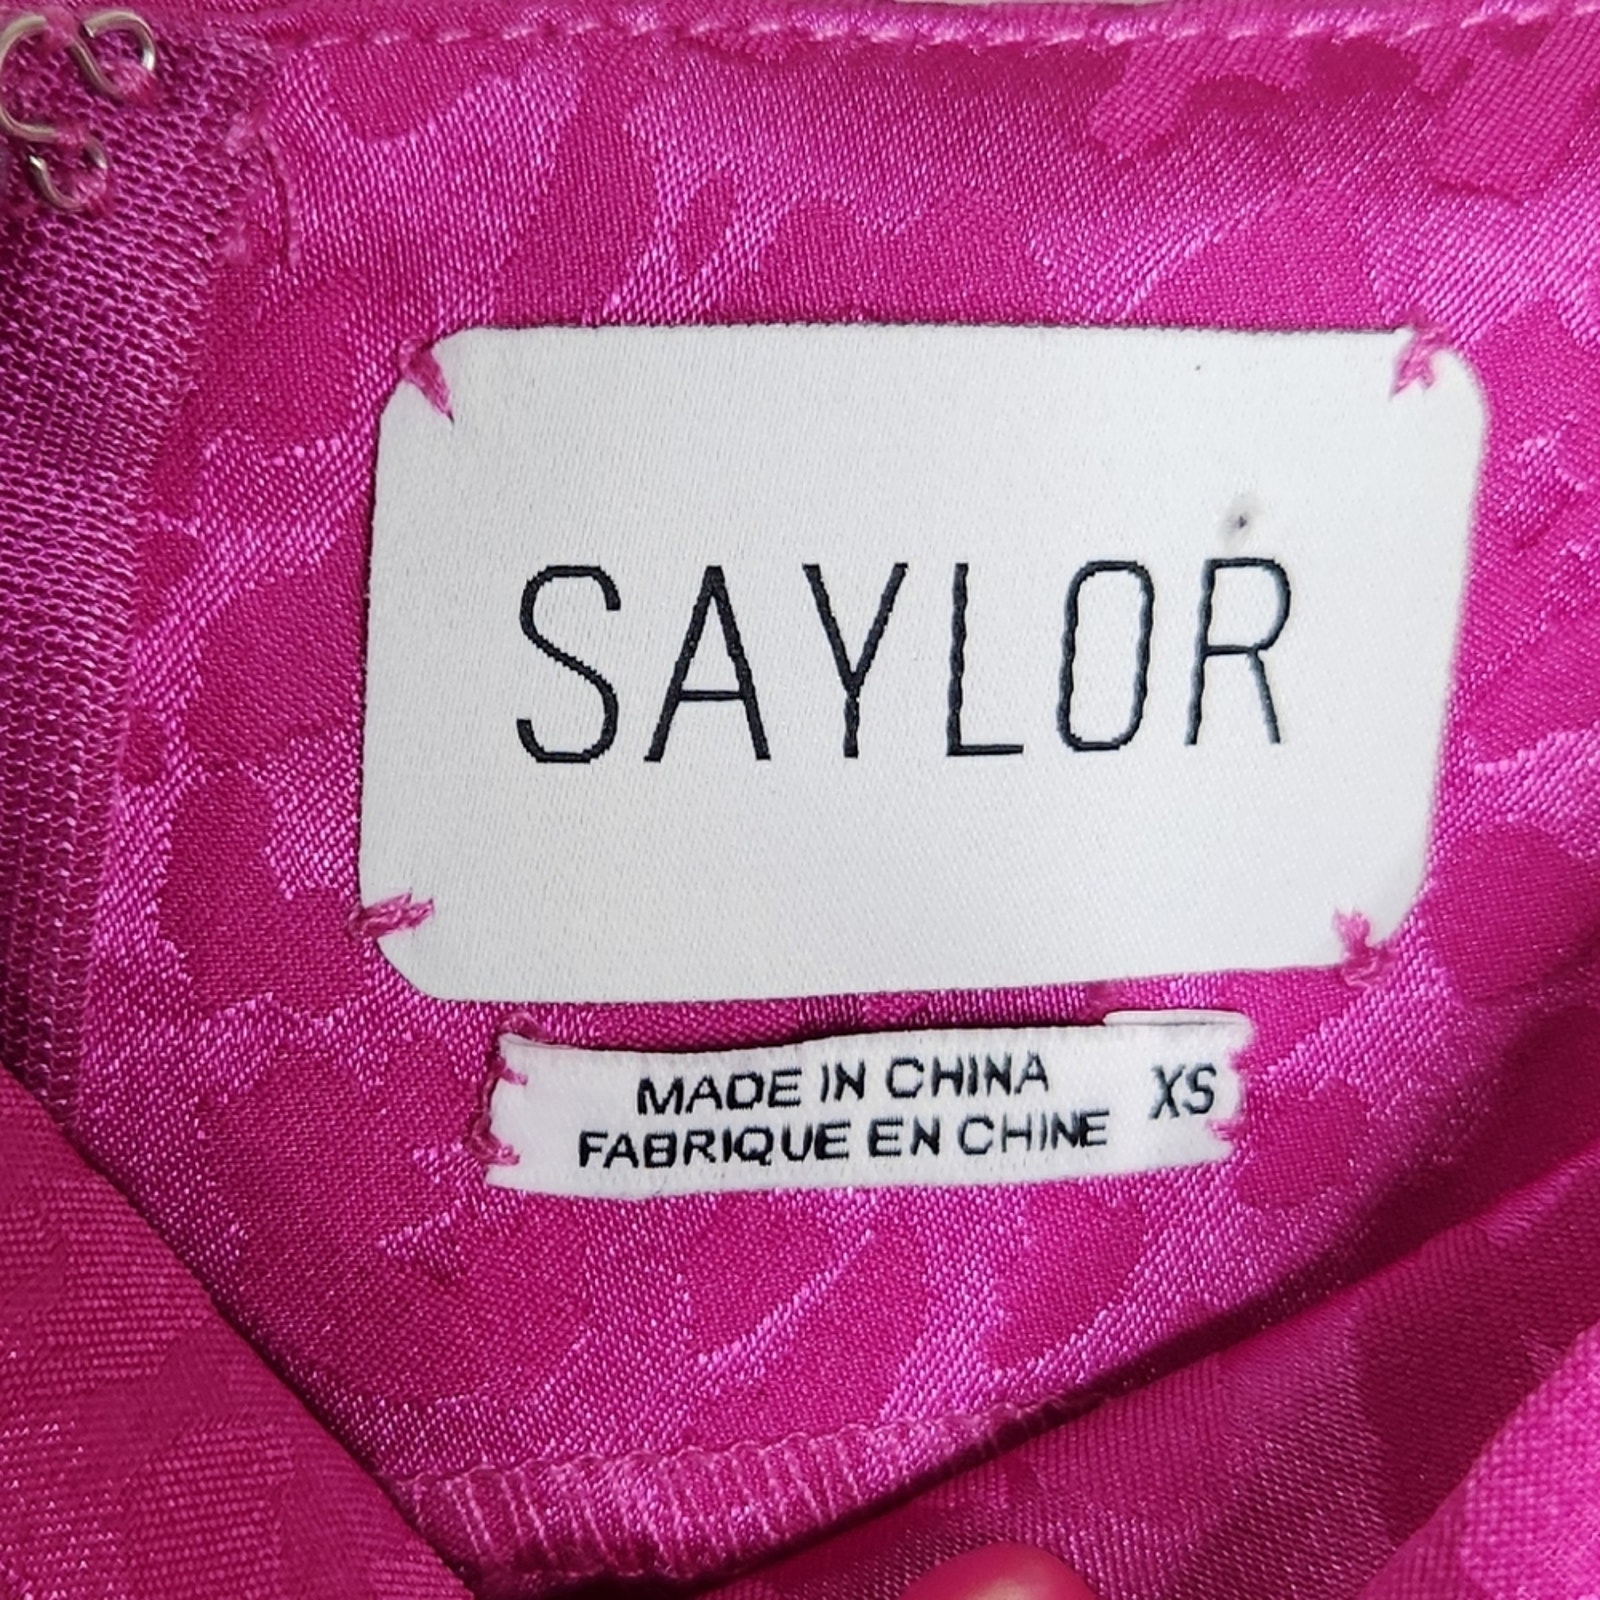 SAYLOR
MADE IN CHINA XS
FABRIQUE EN CHINE